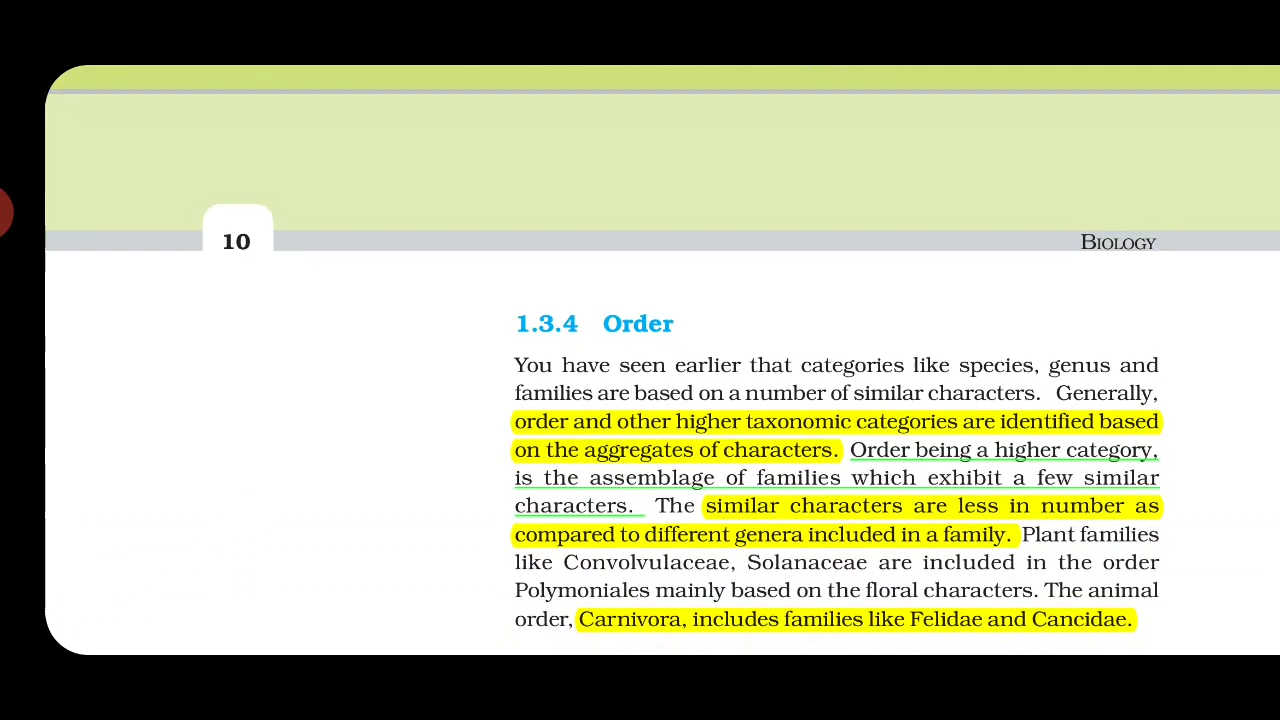 10
BIOLOGY
1.3.4 Order
You have seen earlier that categories like species, genus and
families are based on a number of similar characters. Generally,
order and other higher taxonomic categories are identified based
on the aggregates of characters. Order being a higher category,
is the assemblage of families which exhibit a few similar
characters. The similar characters are less in number as
compared to different genera included in a family. Plant families
like Convolvulaceae, Solanaceae are included in the order
Polymoniales mainly based on the floral characters. The animal
order, Carnivora, includes families like Felidae and Cancidae.